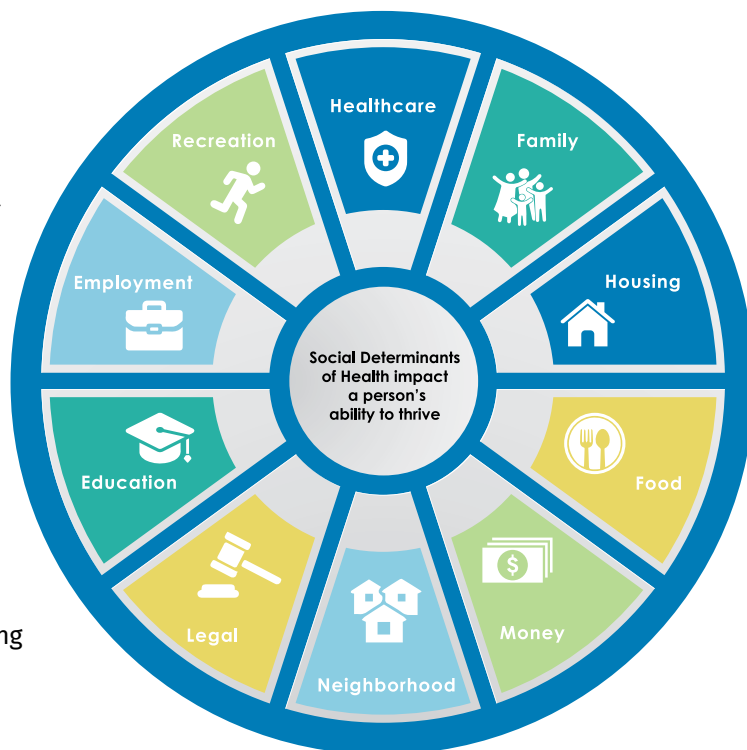 Healthcare
Family
Housing
Food
Money
Neighborhood
Legal
Education
Employment
Recreation
Social Determinants
of Health impact
a person's
ability to thrive
$
ng